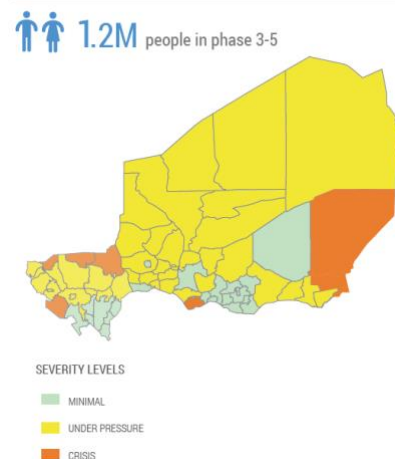 1.2M people in phase 3-5
SEVERITY LEVELS
MINIMAL
UNDER PRESSURE
CRISIS